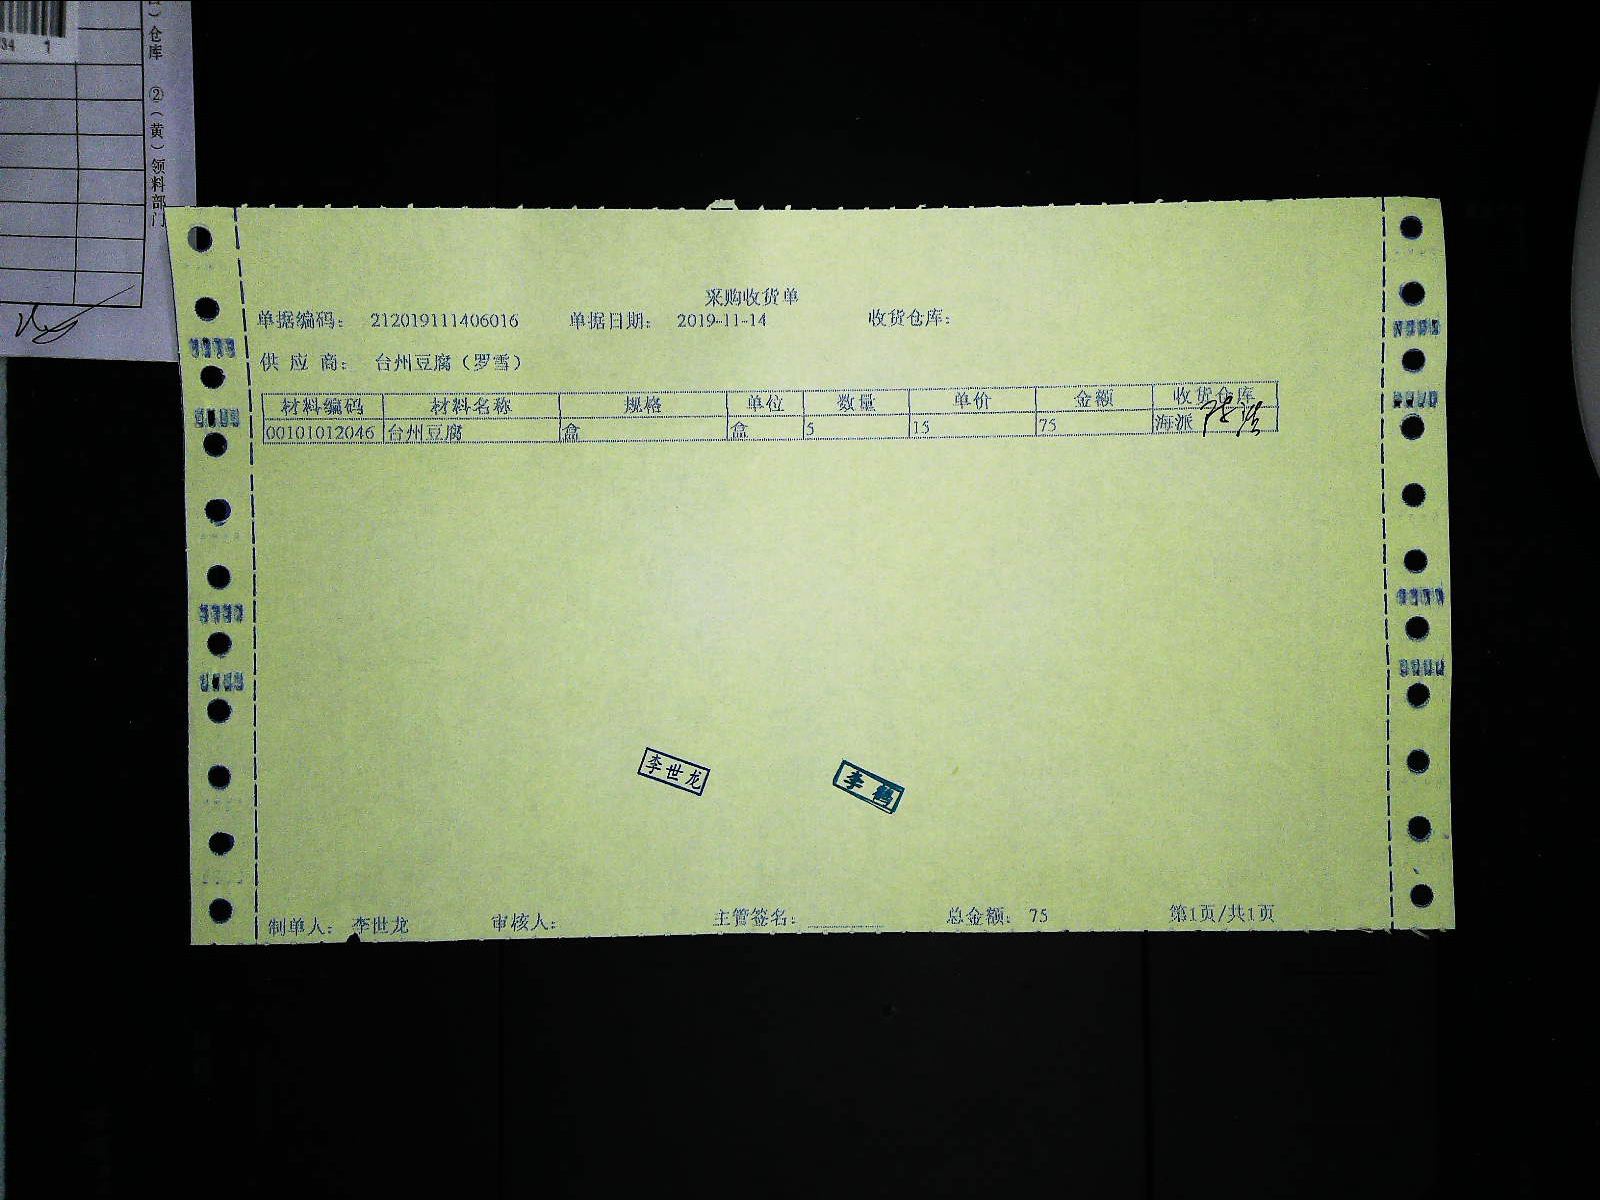 34 1
）仓库 ②（黄）领料部门
采购收货单
单据编码： 212019111406016 单据日期： 2019-11-14 收货仓库：
供 应 商： 台州豆腐（罗雪）
材料编码 材料名称 规格 单位 数量 单价 金额 收货仓库
00101012046 台州豆腐 盒 盒 5 15 75 海派
李世龙 李鹤
制单人： 李世龙 审核人： 主管签名： 总金额： 75 第1页/共1页